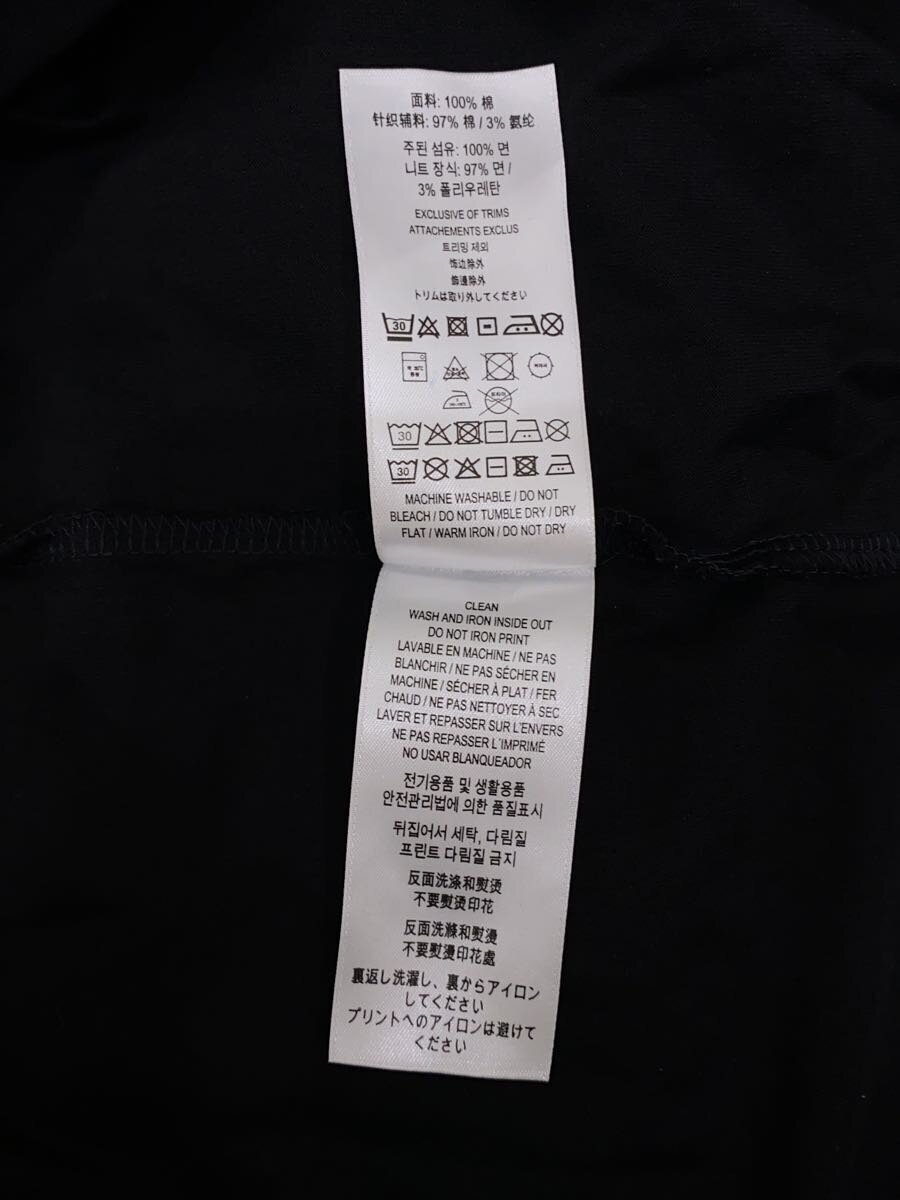 面料: 100% 棉
针织辅料: 97% 棉 / 3% 氨纶
주된 섬유: 100% 면
니트 장식: 97% 면 /
3% 폴리우레탄
EXCLUSIVE OF TRIMS
ATTACHEMENTS EXCLUS
트리밍 제외
饰边除外
飾邊除外
トリムは取り外してください
30
30
30
MACHINE WASHABLE / DO NOT
BLEACH / DO NOT TUMBLE DRY / DRY
FLAT / WARM IRON / DO NOT DRY
CLEAN
WASH AND IRON INSIDE OUT
DO NOT IRON PRINT
LAVABLE EN MACHINE / NE PAS
BLANCHIR / NE PAS SÉCHER EN
MACHINE / SÉCHER À PLAT / FER
CHAUD / NE PAS NETTOYER À SEC
LAVER ET REPASSER SUR L'ENVERS
NE PAS REPASSER L'IMPRIMÉ
NO USAR BLANQUEADOR
전기용품 및 생활용품
안전관리법에 의한 품질표시
뒤집어서 세탁, 다림질
프린트 다림질 금지
反面洗涤和熨烫
不要熨烫印花
反面洗滌和熨燙
不要熨燙印花處
裏返し洗濯し、裏からアイロン
してください
プリントへのアイロンは避けて
ください